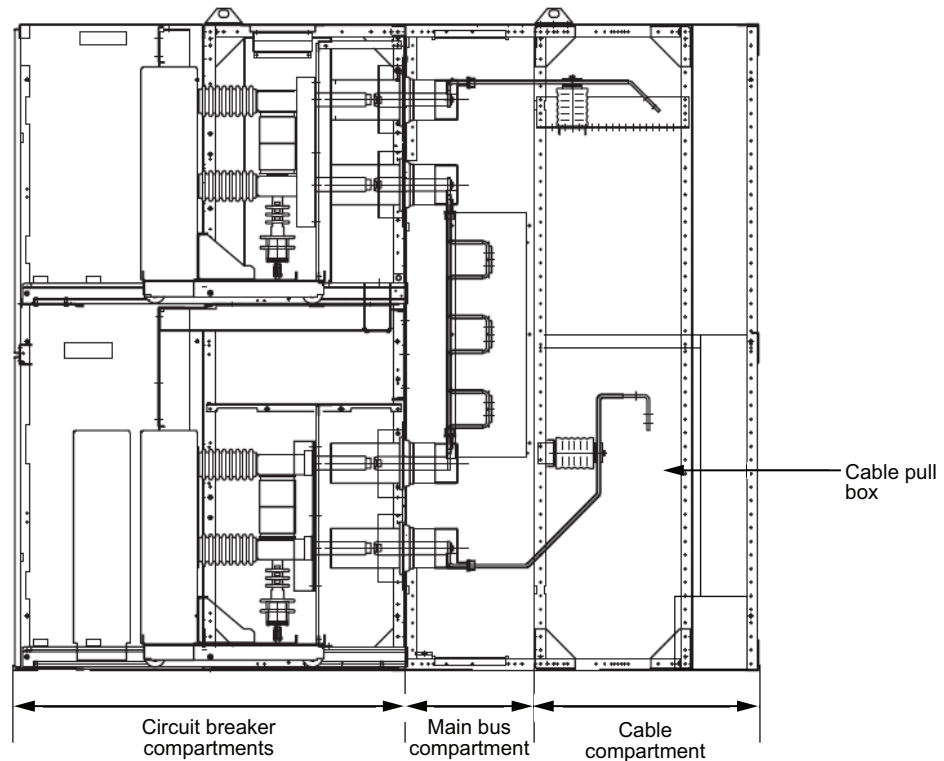 Cable pull
box
Circuit breaker
compartments
Main bus
compartment
Cable
compartment